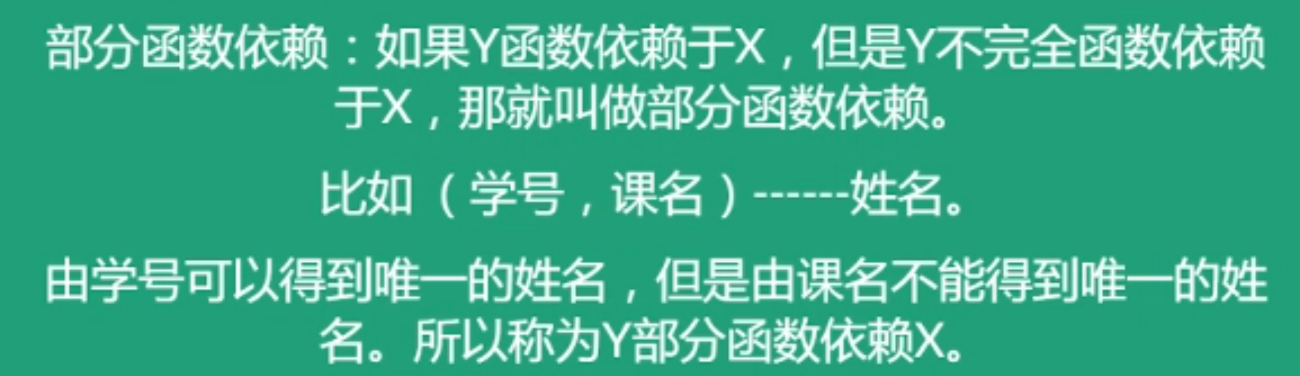 部分函数依赖：如果Y函数依赖于X，但是Y不完全函数依赖
于X，那就叫做部分函数依赖。
比如（学号，课名）------姓名。
由学号可以得到唯一的姓名，但是由课名不能得到唯一的姓
名。所以称为Y部分函数依赖X。